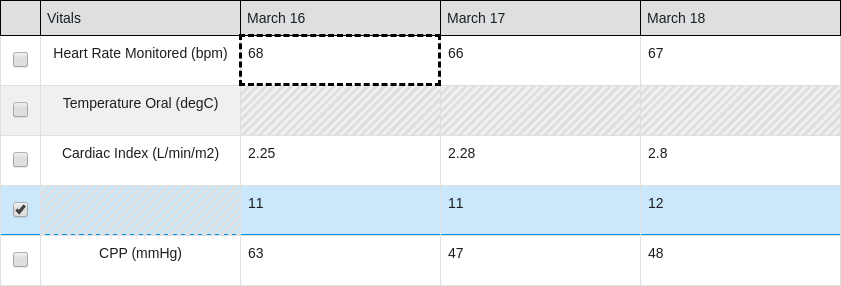 Vitals March 16 March 17 March 18
Heart Rate Monitored (bpm) 68 66 67
Temperature Oral (degC)
Cardiac Index (L/min/m2) 2.25 2.28 2.8
11 11 12
CPP (mmHg) 63 47 48